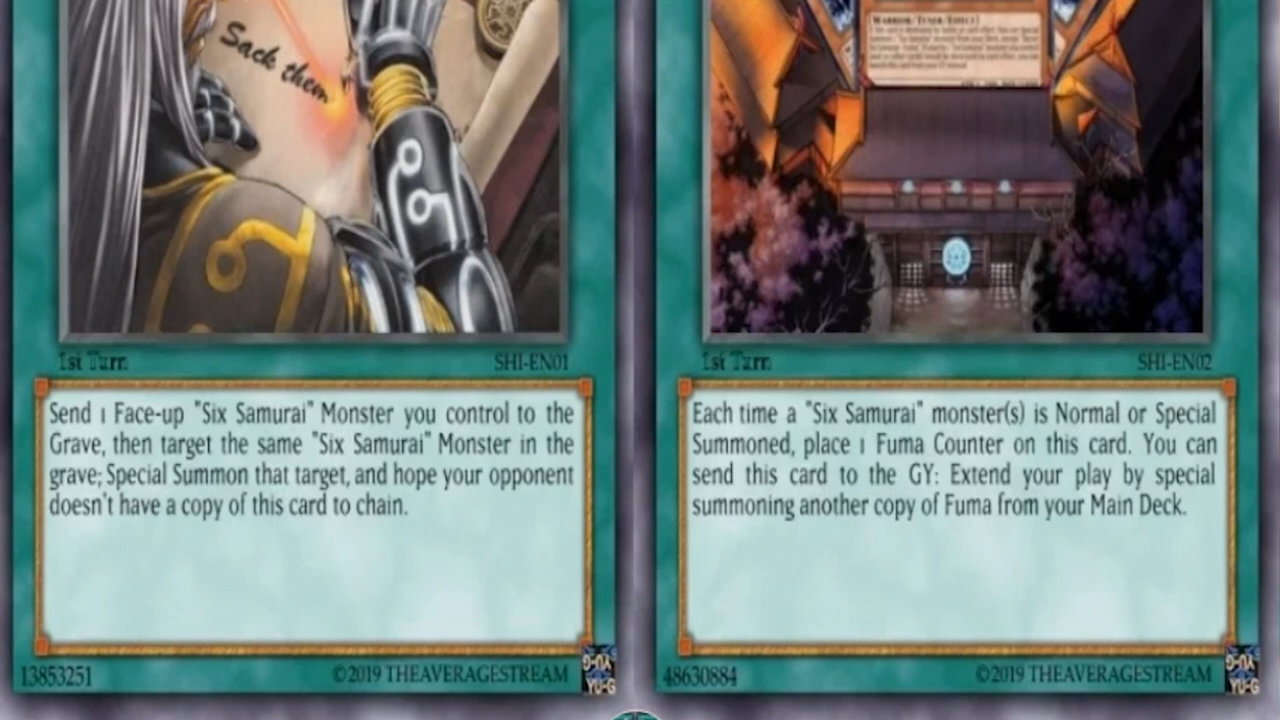 Sack them
1st Turn
SHI-EN01
Send 1 Face-up "Six Samurai" Monster you control to the
Grave, then target the same "Six Samurai" Monster in the
grave; Special Summon that target, and hope your opponent
doesn't have a copy of this card to chain.
13853251
©2019 THEAVERAGESTREAM
WARRIOR/TUNER/EFFECT
1st Turn
SHI-EN02
Each time a "Six Samurai" monster(s) is Normal or Special
Summoned, place 1 Fuma Counter on this card. You can
send this card to the GY: Extend your play by special
summoning another copy of Fuma from your Main Deck.
48630884
©2019 THEAVERAGESTREAM